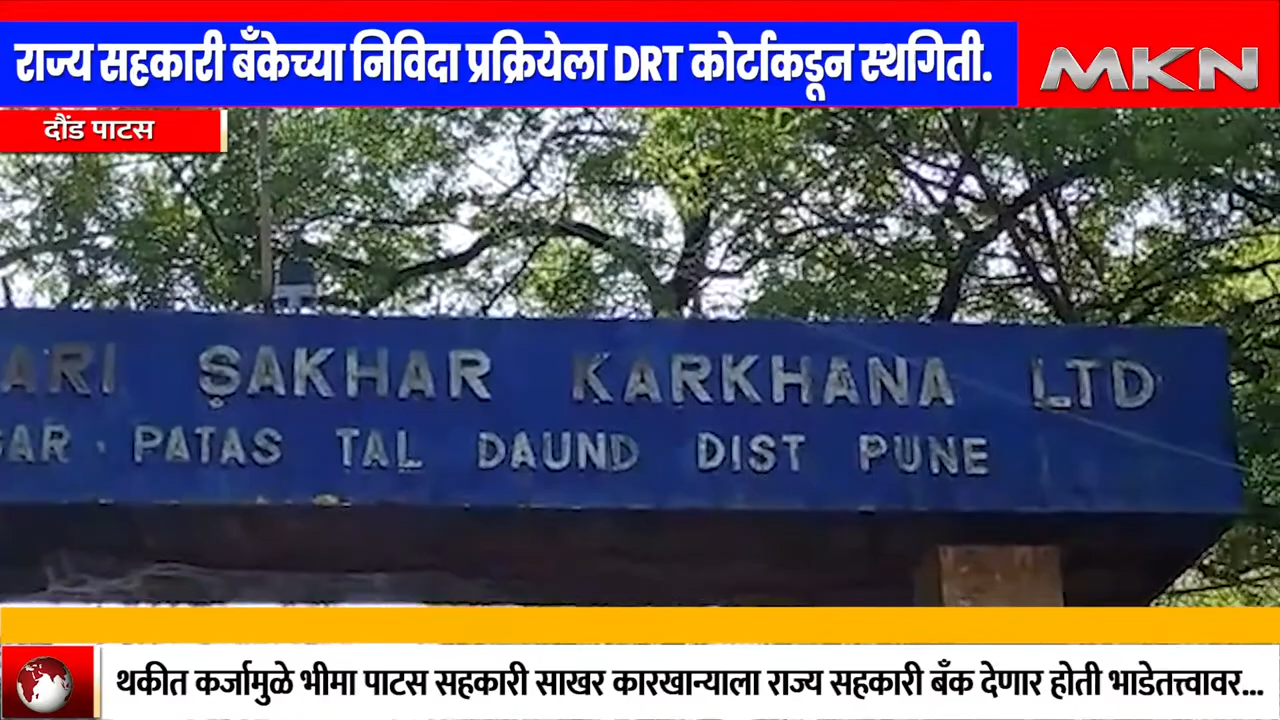 राज्य सहकारी बँकेच्या निविदा प्रक्रियेला DRT कोर्टाकडून स्थगिती.
MKN
दौंड पाटस
ARI SAKHAR KARKHANA LTD
GAR . PATAS TAL DAUND DIST PUNE
थकीत कर्जामुळे भीमा पाटस सहकारी साखर कारखान्याला राज्य सहकारी बँक देणार होती भाडेतत्त्वावर...